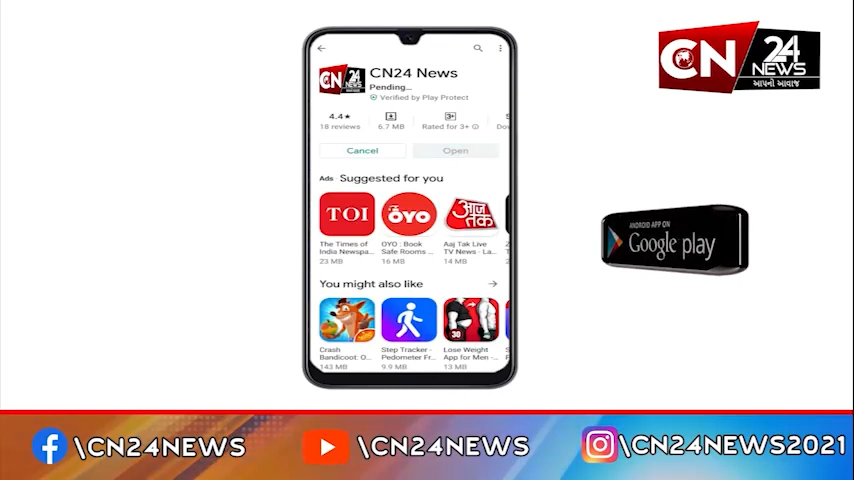 CN24 News
Pending...
Verified by Play Protect
4.4★
18 reviews
6.7 MB
3+
Rated for 3+
Dow
Cancel
Open
Ads · Suggested for you
TOI
OYO
आज तक
The Times of
India Newspa...
23 MB
OYO : Book
Safe Rooms ...
16 MB
Aaj Tak Live
TV News - La...
14 MB
You might also like
30
Crash
Bandicoot: O...
143 MB
Step Tracker -
Pedometer Fr...
9.9 MB
Lose Weight
App for Men -...
13 MB
CN 24
NEWS
આપનો અવાજ
ANDROID APP ON
Google play
\CN24NEWS
\CN24NEWS
\CN24NEWS2021